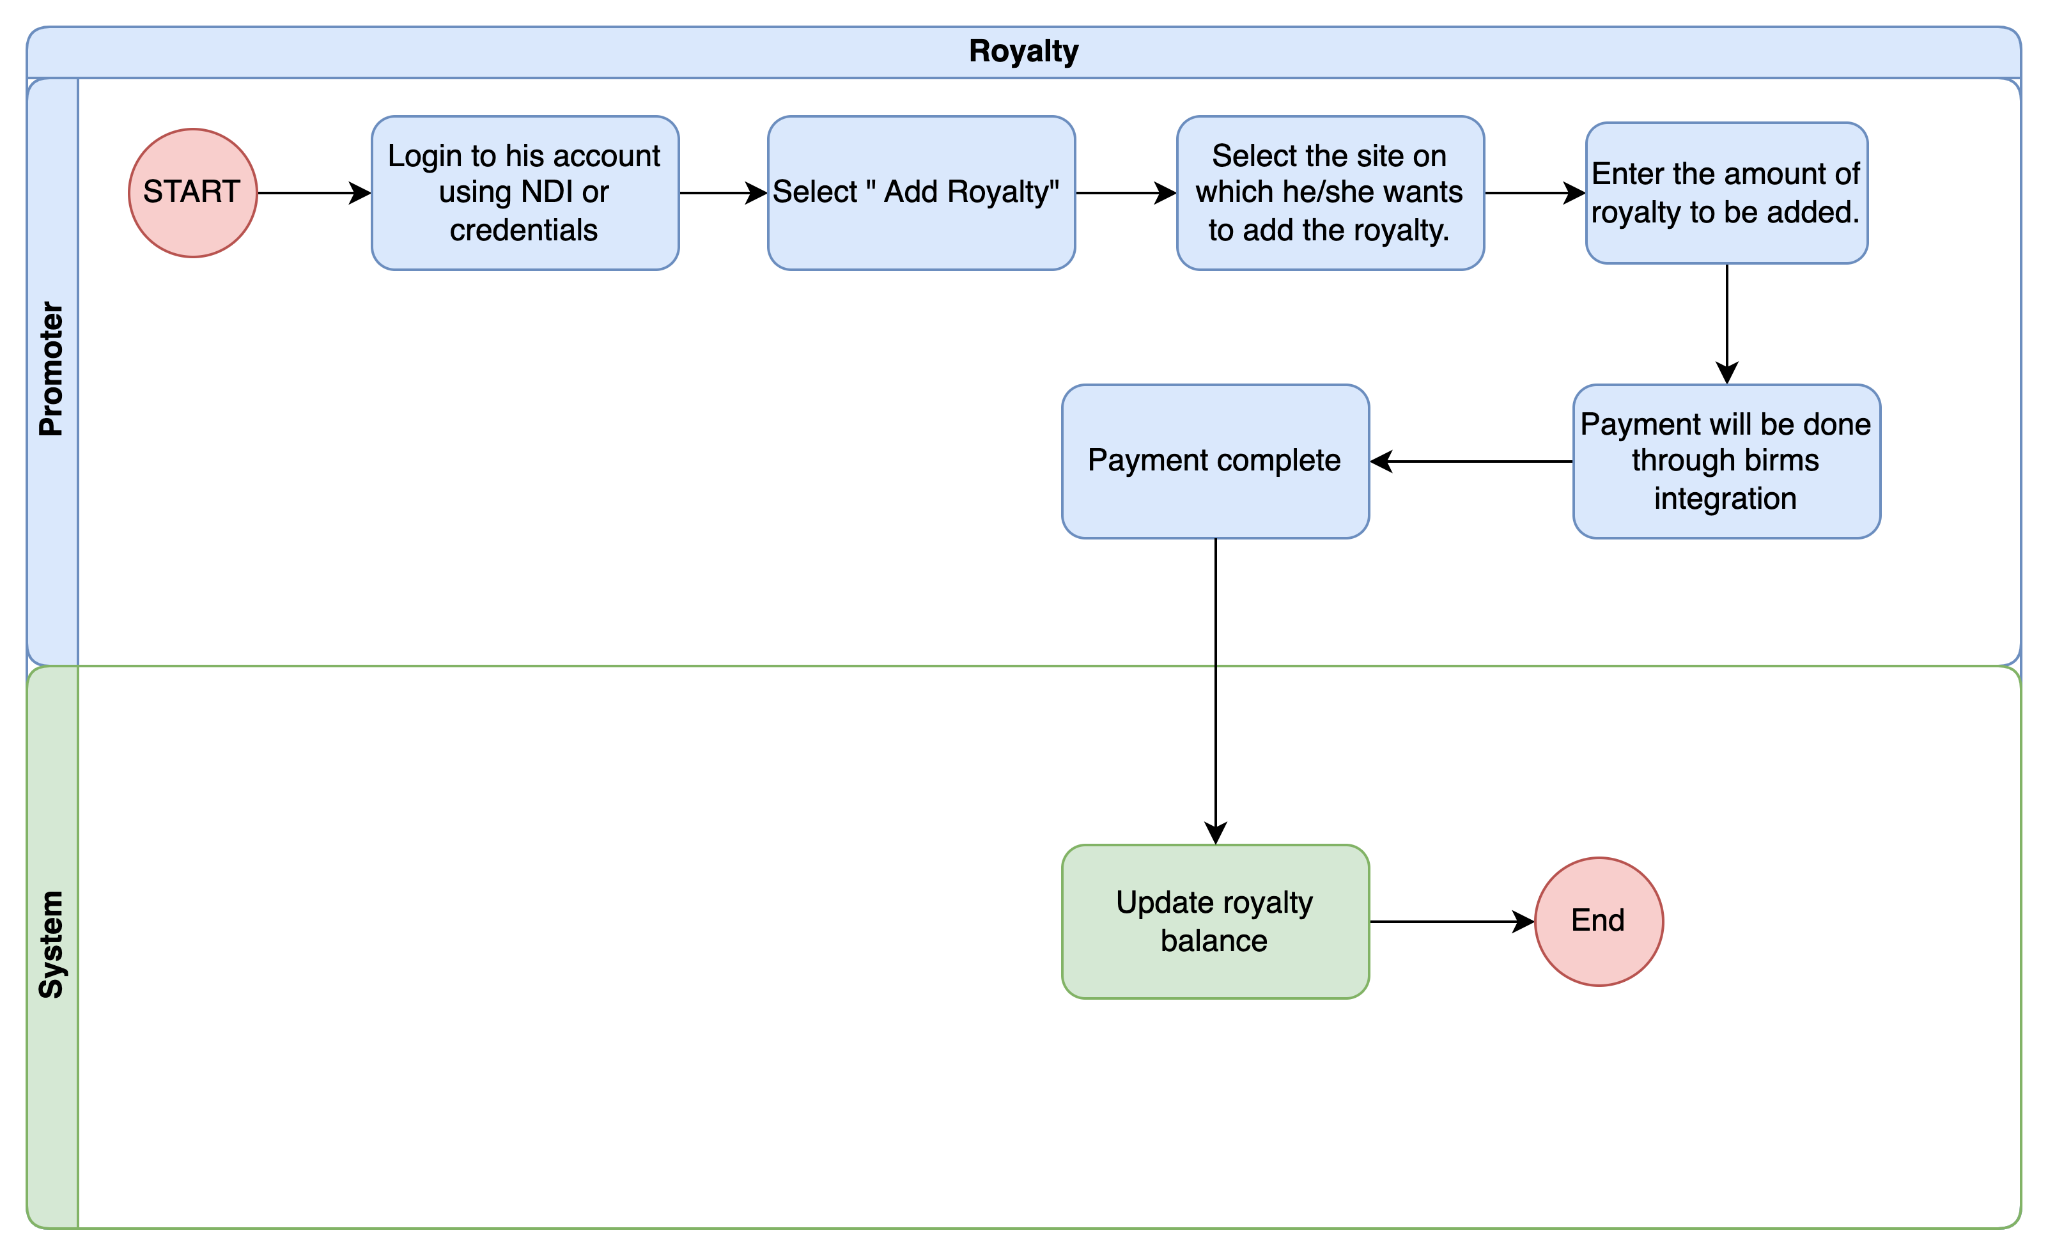 Royalty
Promoter
START
Login to his account
using NDI or
credentials
Select " Add Royalty"
Select the site on
which he/she wants
to add the royalty.
Enter the amount of
royalty to be added.
Payment will be done
through birms
integration
Payment complete
System
Update royalty
balance
End